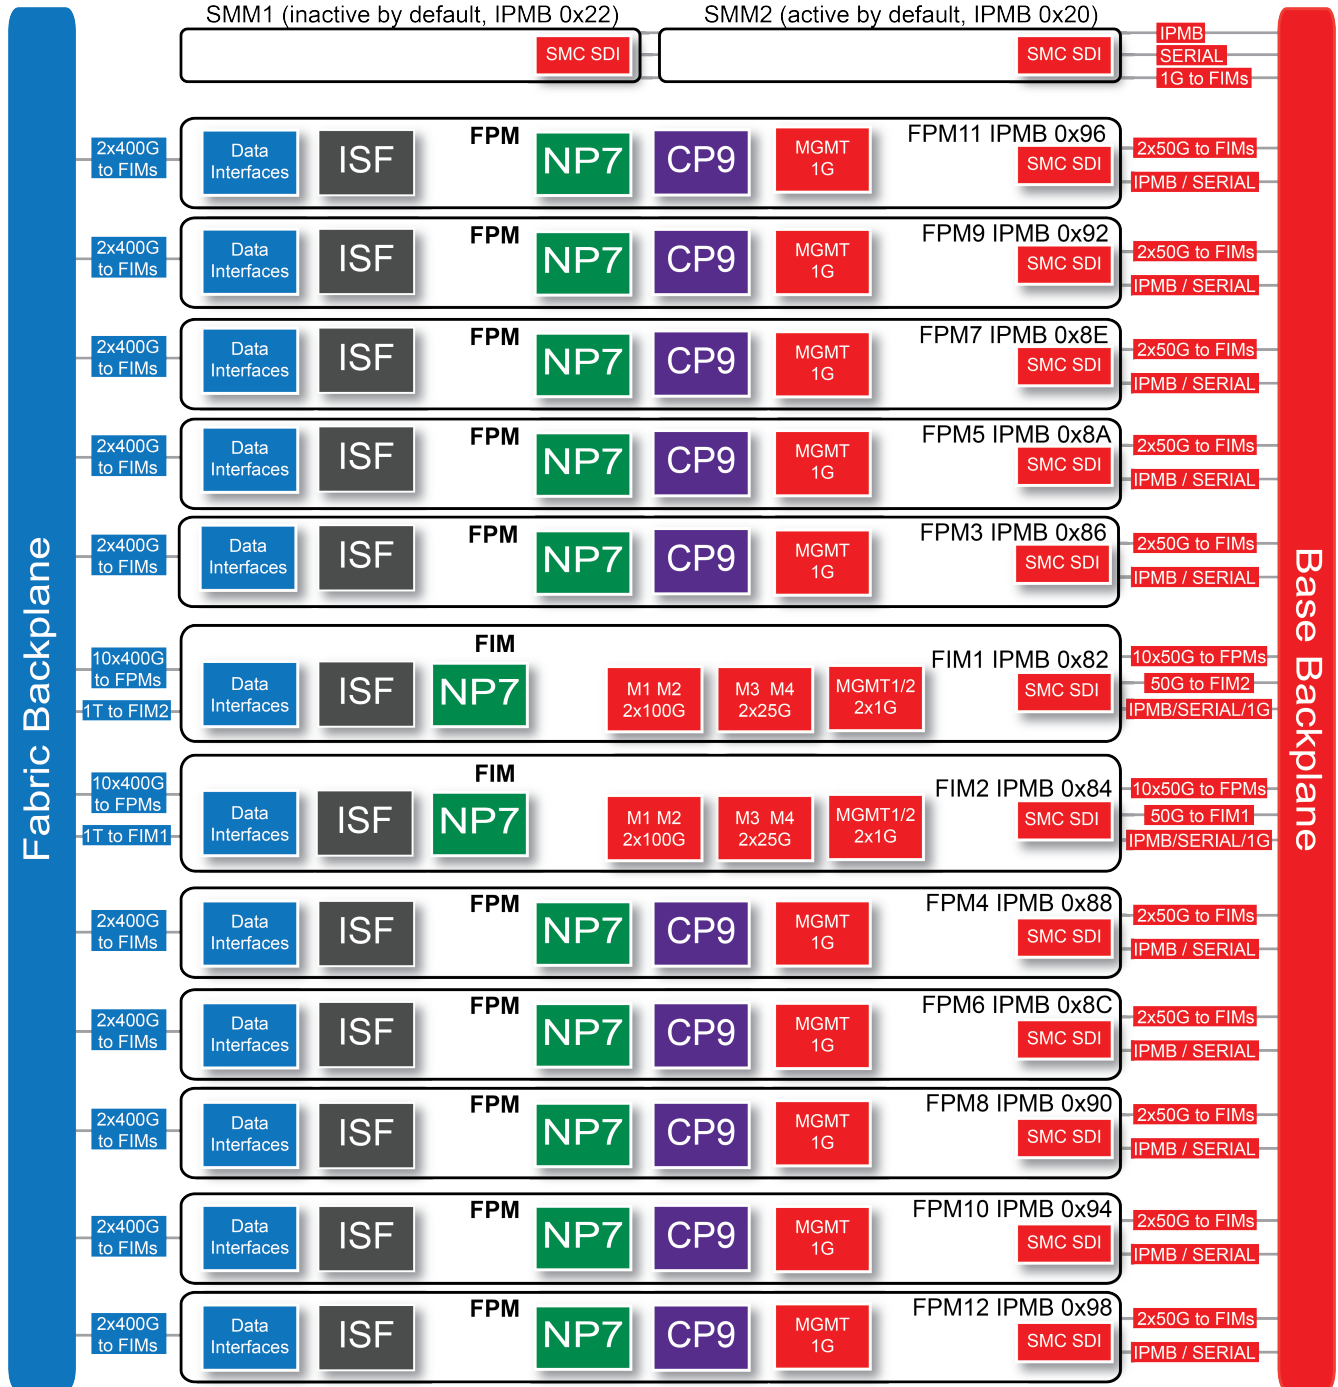 SMM1 (inactive by default, IPMB 0x22)
SMM2 (active by default, IPMB 0x20)
SMC SDI
SMC SDI
IPMB
SERIAL
1G to FIMs
Fabric Backplane
Base Backplane
2x400G
to FIMs
Data
Interfaces
ISF
FPM
NP7
CP9
MGMT
1G
FPM11 IPMB 0x96
SMC SDI
2x50G to FIMs
IPMB / SERIAL
2x400G
to FIMs
Data
Interfaces
ISF
FPM
NP7
CP9
MGMT
1G
FPM9 IPMB 0x92
SMC SDI
2x50G to FIMs
IPMB / SERIAL
2x400G
to FIMs
Data
Interfaces
ISF
FPM
NP7
CP9
MGMT
1G
FPM7 IPMB 0x8E
SMC SDI
2x50G to FIMs
IPMB / SERIAL
2x400G
to FIMs
Data
Interfaces
ISF
FPM
NP7
CP9
MGMT
1G
FPM5 IPMB 0x8A
SMC SDI
2x50G to FIMs
IPMB / SERIAL
2x400G
to FIMs
Data
Interfaces
ISF
FPM
NP7
CP9
MGMT
1G
FPM3 IPMB 0x86
SMC SDI
2x50G to FIMs
IPMB / SERIAL
10x400G
to FPMs
1T to FIM2
Data
Interfaces
ISF
FIM
NP7
M1 M2
2x100G
M3 M4
2x25G
MGMT1/2
2x1G
FIM1 IPMB 0x82
SMC SDI
10x50G to FPMs
50G to FIM2
IPMB/SERIAL/1G
10x400G
to FPMs
1T to FIM1
Data
Interfaces
ISF
FIM
NP7
M1 M2
2x100G
M3 M4
2x25G
MGMT1/2
2x1G
FIM2 IPMB 0x84
SMC SDI
10x50G to FPMs
50G to FIM1
IPMB/SERIAL/1G
2x400G
to FIMs
Data
Interfaces
ISF
FPM
NP7
CP9
MGMT
1G
FPM4 IPMB 0x88
SMC SDI
2x50G to FIMs
IPMB / SERIAL
2x400G
to FIMs
Data
Interfaces
ISF
FPM
NP7
CP9
MGMT
1G
FPM6 IPMB 0x8C
SMC SDI
2x50G to FIMs
IPMB / SERIAL
2x400G
to FIMs
Data
Interfaces
ISF
FPM
NP7
CP9
MGMT
1G
FPM8 IPMB 0x90
SMC SDI
2x50G to FIMs
IPMB / SERIAL
2x400G
to FIMs
Data
Interfaces
ISF
FPM
NP7
CP9
MGMT
1G
FPM10 IPMB 0x94
SMC SDI
2x50G to FIMs
IPMB / SERIAL
2x400G
to FIMs
Data
Interfaces
ISF
FPM
NP7
CP9
MGMT
1G
FPM12 IPMB 0x98
SMC SDI
2x50G to FIMs
IPMB / SERIAL